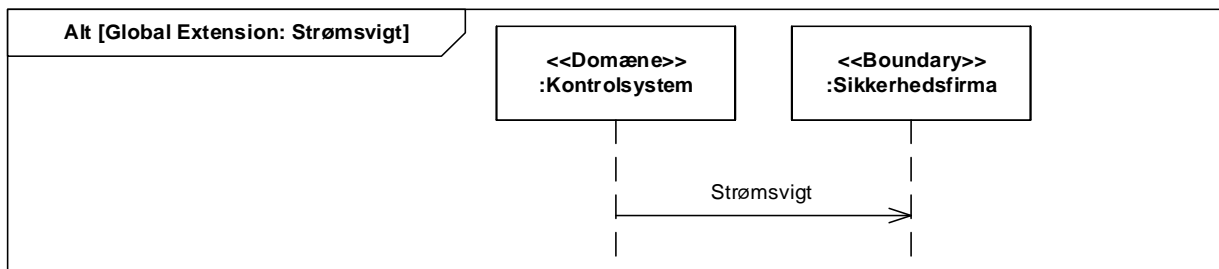 Alt [Global Extension: Strømsvigt]
<<Domæne>>
:Kontrolsystem
<<Boundary>>
:Sikkerhedsfirma
Strømsvigt